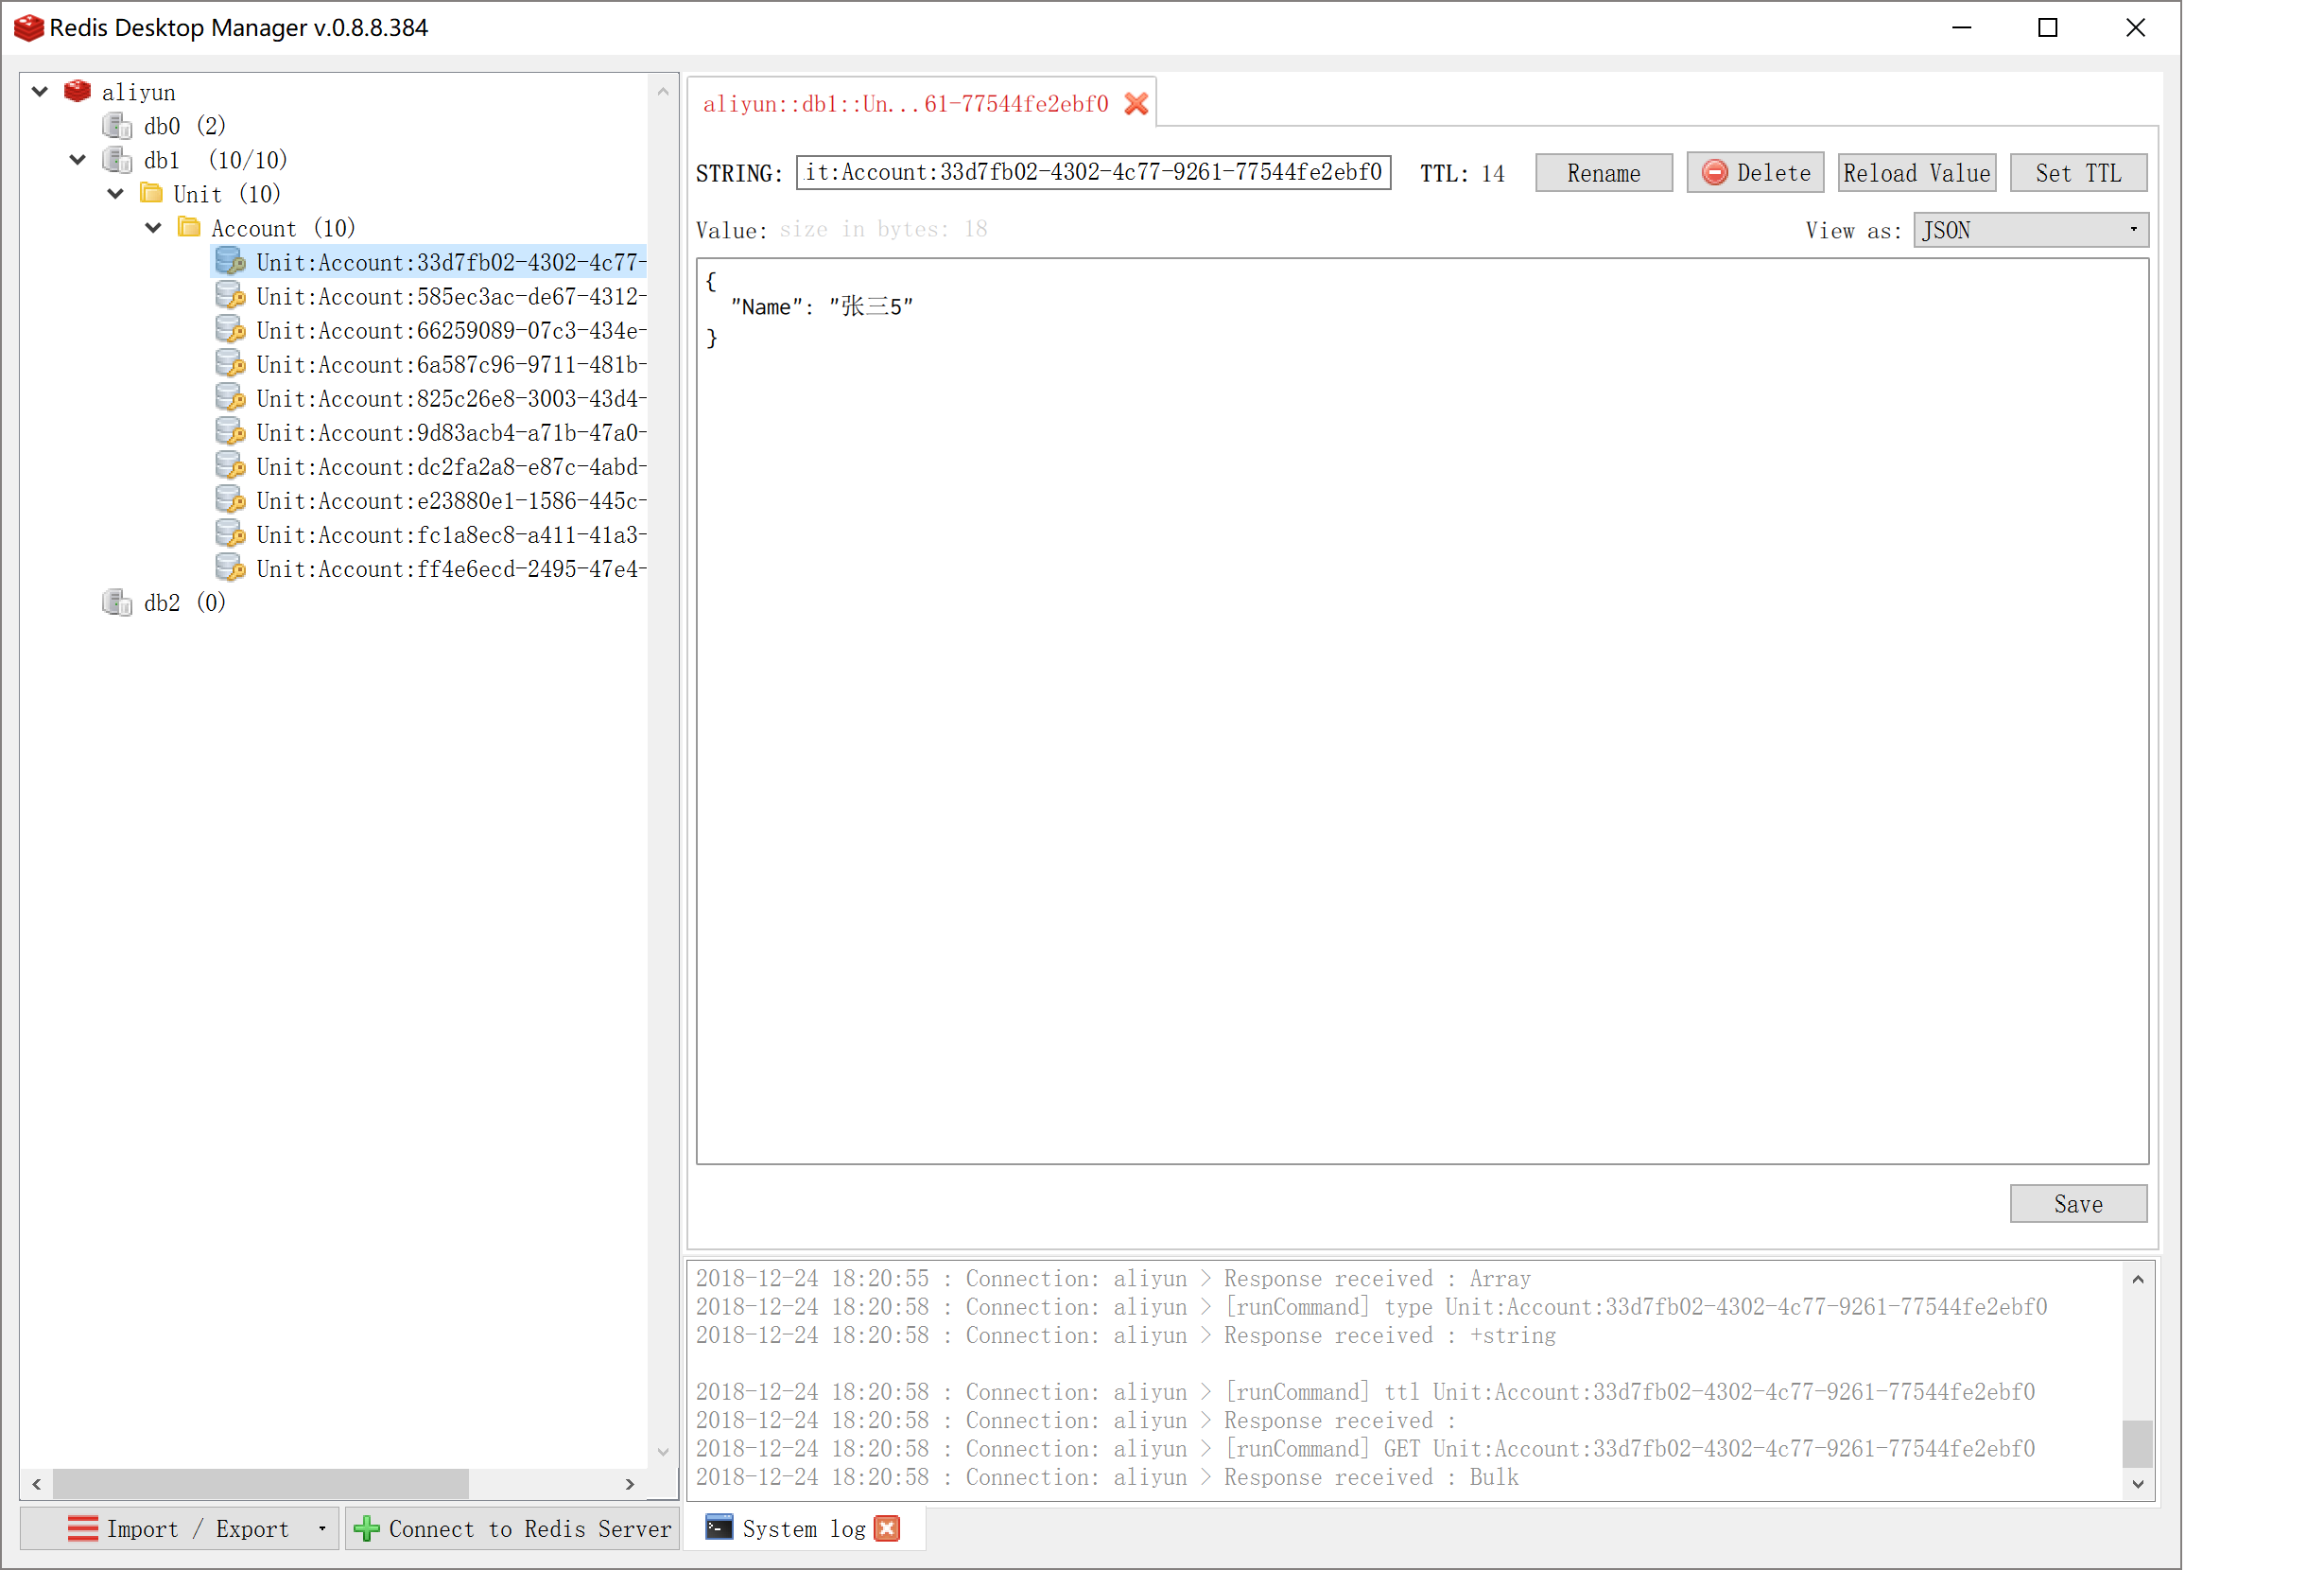 Redis Desktop Manager v.0.8.8.384
aliyun
db0 (2)
db1 (10/10)
Unit (10)
Account (10)
Unit:Account:33d7fb02-4302-4c77-
Unit:Account:585ec3ac-de67-4312-
Unit:Account:66259089-07c3-434e-
Unit:Account:6a587c96-9711-481b-
Unit:Account:825c26e8-3003-43d4-
Unit:Account:9d83acb4-a71b-47a0-
Unit:Account:dc2fa2a8-e87c-4abd-
Unit:Account:e23880e1-1586-445c-
Unit:Account:fc1a8ec8-a411-41a3-
Unit:Account:ff4e6ecd-2495-47e4-
db2 (0)
Import / Export
Connect to Redis Server
aliyun::db1::Un...61-77544fe2ebf0
STRING: it:Account:33d7fb02-4302-4c77-9261-77544fe2ebf0 TTL: 14 Rename Delete Reload Value Set TTL
Value: size in bytes: 18 View as: JSON
{
"Name": "张三5"
}
Save
2018-12-24 18:20:55 : Connection: aliyun > Response received : Array
2018-12-24 18:20:58 : Connection: aliyun > [runCommand] type Unit:Account:33d7fb02-4302-4c77-9261-77544fe2ebf0
2018-12-24 18:20:58 : Connection: aliyun > Response received : +string
2018-12-24 18:20:58 : Connection: aliyun > [runCommand] ttl Unit:Account:33d7fb02-4302-4c77-9261-77544fe2ebf0
2018-12-24 18:20:58 : Connection: aliyun > Response received :
2018-12-24 18:20:58 : Connection: aliyun > [runCommand] GET Unit:Account:33d7fb02-4302-4c77-9261-77544fe2ebf0
2018-12-24 18:20:58 : Connection: aliyun > Response received : Bulk
System log